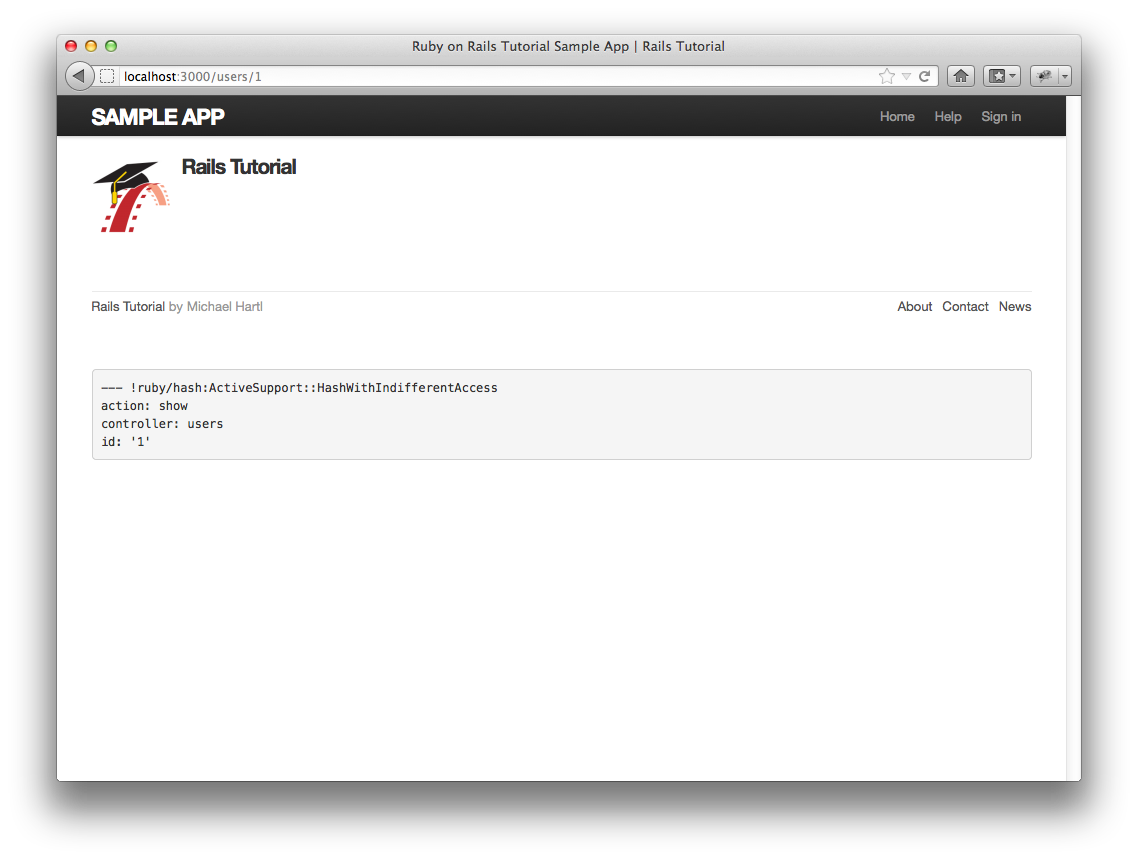 Ruby on Rails Tutorial Sample App | Rails Tutorial
localhost:3000/users/1
SAMPLE APP Home Help Sign in
Rails Tutorial
Rails Tutorial by Michael Hartl About Contact News
--- !ruby/hash:ActiveSupport::HashWithIndifferentAccess
action: show
controller: users
id: '1'